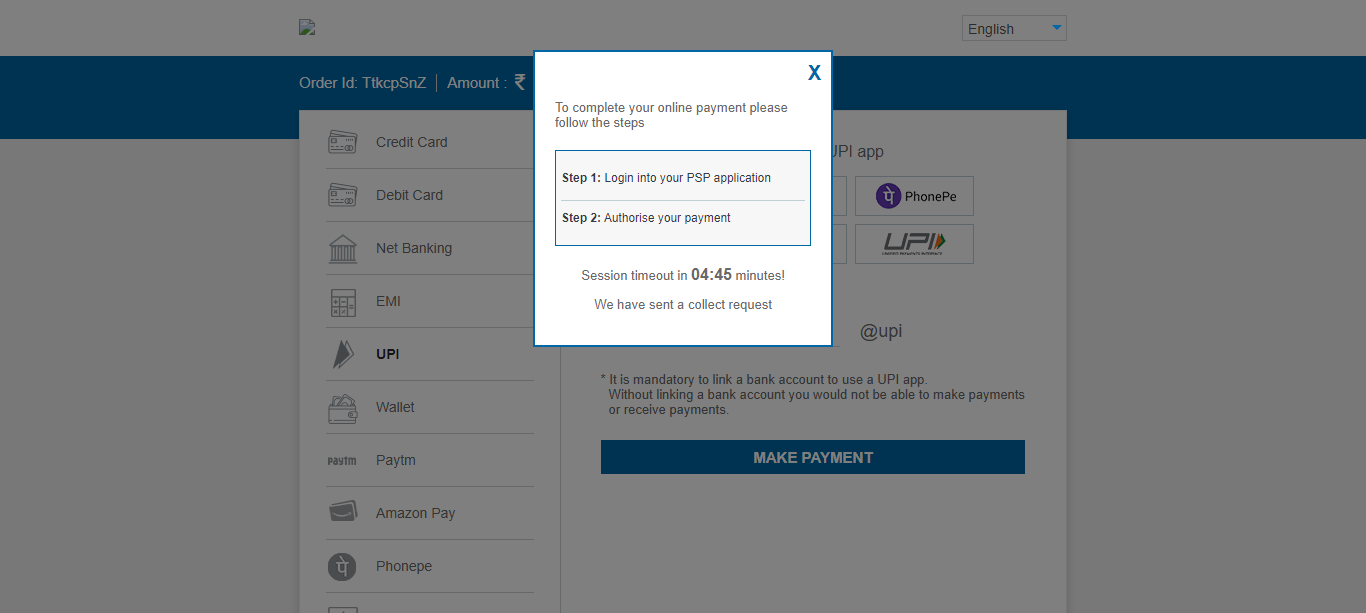 English
Order Id: TtkcpSnZ | Amount : ₹
X
To complete your online payment please
follow the steps
Step 1: Login into your PSP application
Step 2: Authorise your payment
Session timeout in 04:45 minutes!
We have sent a collect request
Credit Card
Debit Card
Net Banking
EMI
UPI
Wallet
paytm Paytm
Amazon Pay
Phonepe
UPI app
PhonePe
UPI
UNIFIED PAYMENTS INTERFACE
@upi
* It is mandatory to link a bank account to use a UPI app.
Without linking a bank account you would not be able to make payments
or receive payments.
MAKE PAYMENT